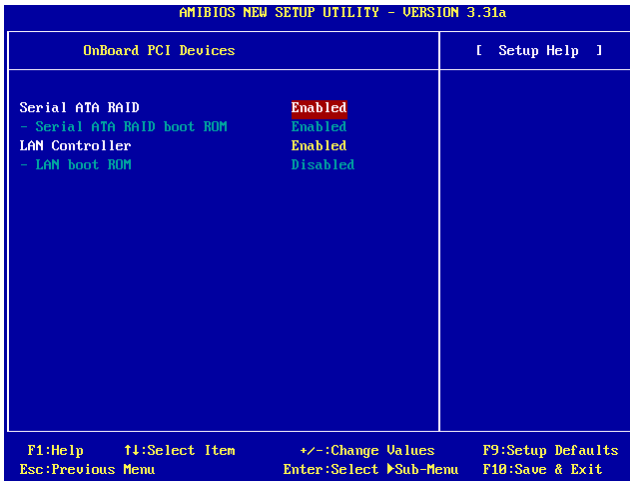 AMIBIOS NEW SETUP UTILITY - VERSION 3.31a
OnBoard PCI Devices
[ Setup Help ]
Serial ATA RAID Enabled
- Serial ATA RAID boot ROM Enabled
LAN Controller Enabled
- LAN boot ROM Disabled
F1:Help ↑↓:Select Item +/-:Change Values F9:Setup Defaults
Esc:Previous Menu Enter:Select ▶Sub-Menu F10:Save & Exit